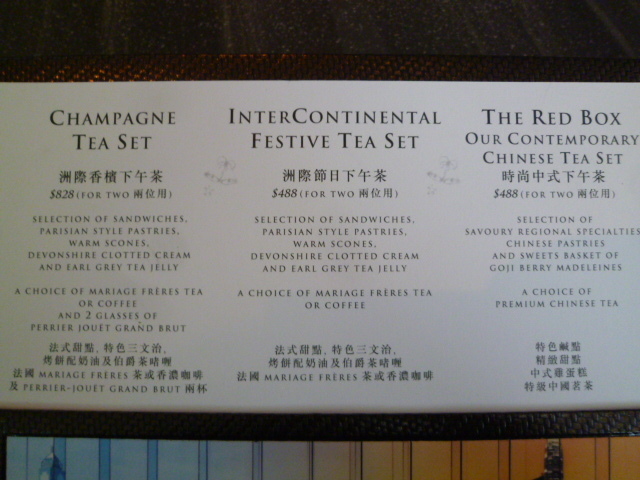 CHAMPAGNE
TEA SET
洲際香檳下午茶
$828 (FOR TWO 兩位用)
SELECTION OF SANDWICHES,
PARISIAN STYLE PASTRIES,
WARM SCONES,
DEVONSHIRE CLOTTED CREAM
AND EARL GREY TEA JELLY
A CHOICE OF MARIAGE FRÈRES TEA
OR COFFEE
AND 2 GLASSES OF
PERRIER JOUËT GRAND BRUT
法式甜點, 特色三文治,
烤餅配奶油及伯爵茶啫喱
法國 MARIAGE FRÈRES 茶或香濃咖啡
及 PERRIER-JOUËT GRAND BRUT 兩杯
INTERCONTINENTAL
FESTIVE TEA SET
洲際節日下午茶
$488 (FOR TWO 兩位用)
SELECTION OF SANDWICHES,
PARISIAN STYLE PASTRIES,
WARM SCONES,
DEVONSHIRE CLOTTED CREAM
AND EARL GREY TEA JELLY
A CHOICE OF MARIAGE FRÈRES TEA
OR COFFEE
法式甜點, 特色三文治,
烤餅配奶油及伯爵茶啫喱
法國 MARIAGE FRÈRES 茶或香濃咖啡
THE RED BOX
OUR CONTEMPORARY
CHINESE TEA SET
時尚中式下午茶
$488 (FOR TWO 兩位用)
SELECTION OF
SAVOURY REGIONAL SPECIALTIES
CHINESE PASTRIES
AND SWEETS BASKET OF
GOJI BERRY MADELEINES
A CHOICE OF
PREMIUM CHINESE TEA
特色鹹點
精緻甜點
中式雞蛋糕
特級中國茗茶